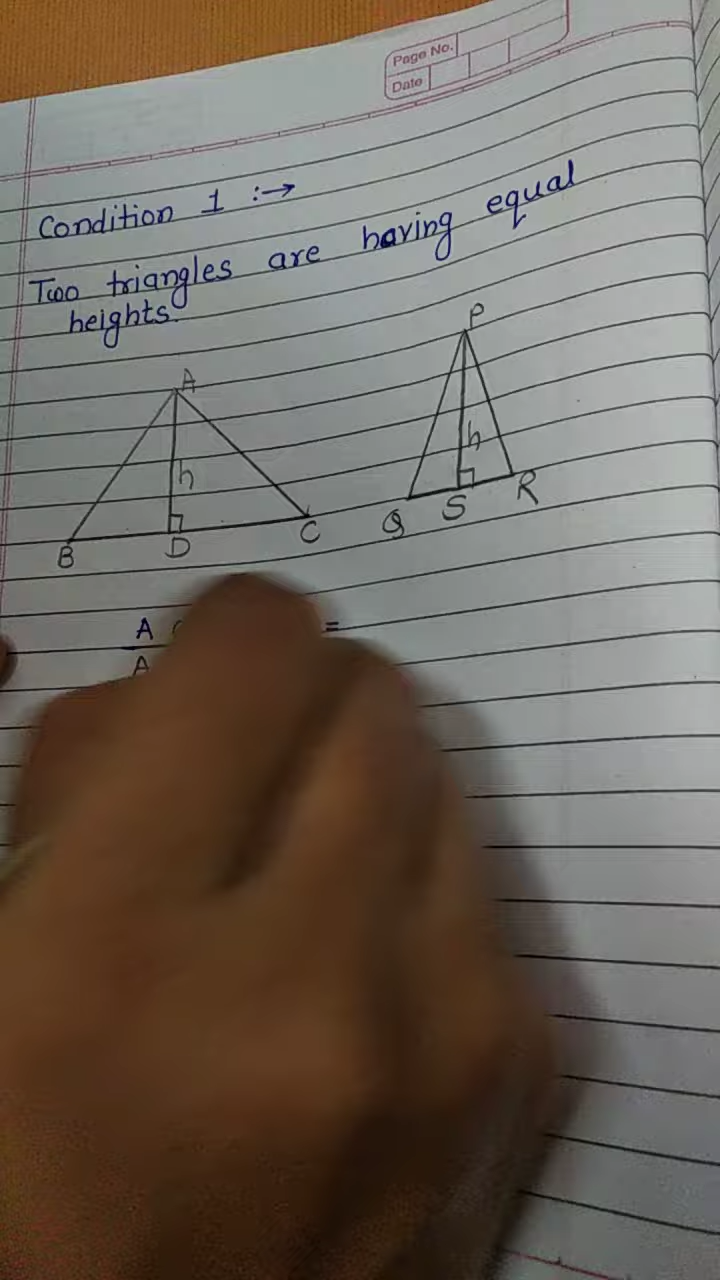 Page No.
Date
Condition 1 :→
Two triangles are having equal
heights.
P
A
h
h
B D C Q S R
A =
A